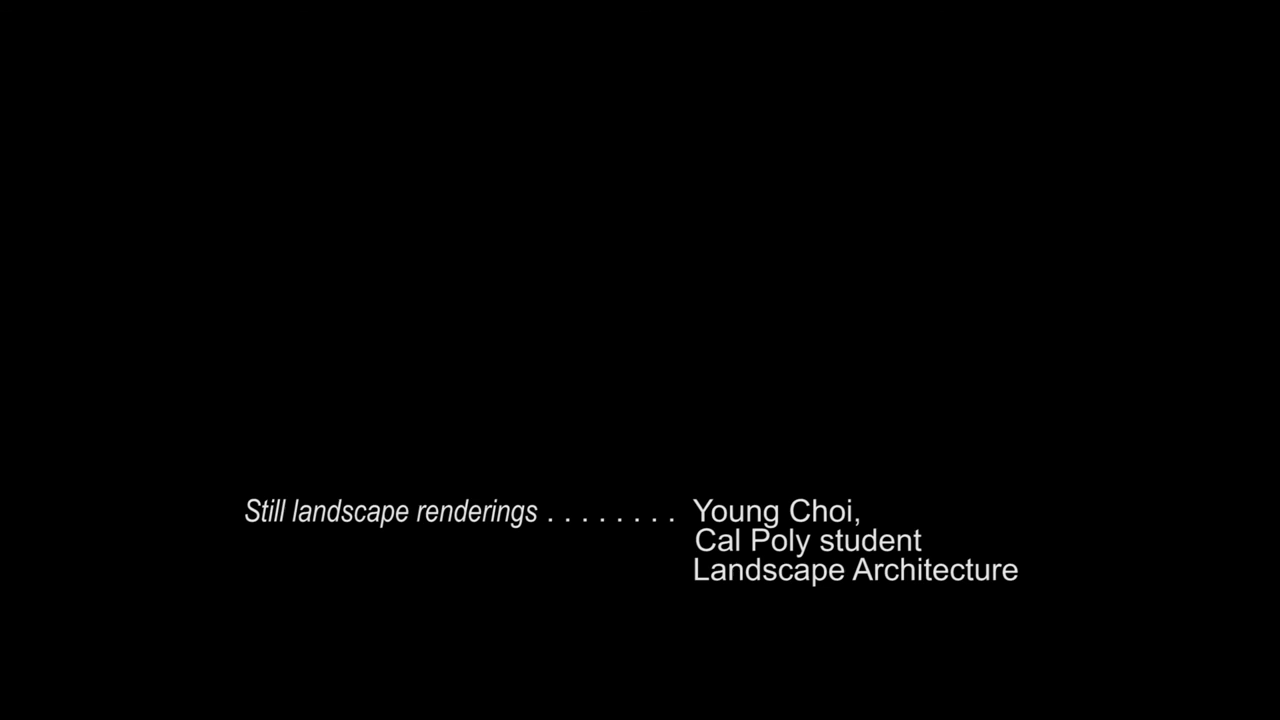 Still landscape renderings . . . . . . . . Young Choi,
Cal Poly student
Landscape Architecture